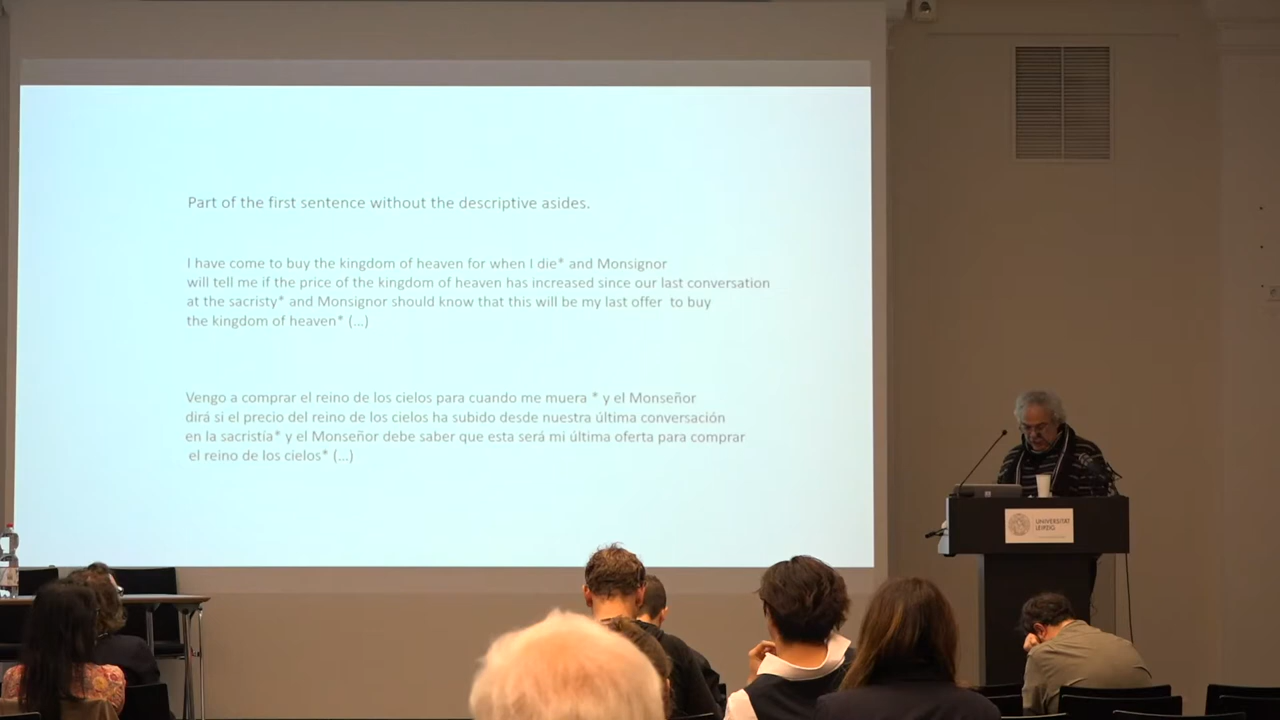 Part of the first sentence without the descriptive asides.
I have come to buy the kingdom of heaven for when I die* and Monsignor
will tell me if the price of the kingdom of heaven has increased since our last conversation
at the sacristy* and Monsignor should know that this will be my last offer to buy
the kingdom of heaven* (...)
Vengo a comprar el reino de los cielos para cuando me muera * y el Monseñor
dirá si el precio del reino de los cielos ha subido desde nuestra última conversación
en la sacristía* y el Monseñor debe saber que esta será mi última oferta para comprar
el reino de los cielos* (...)
UNIVERSITÄT
LEIPZIG